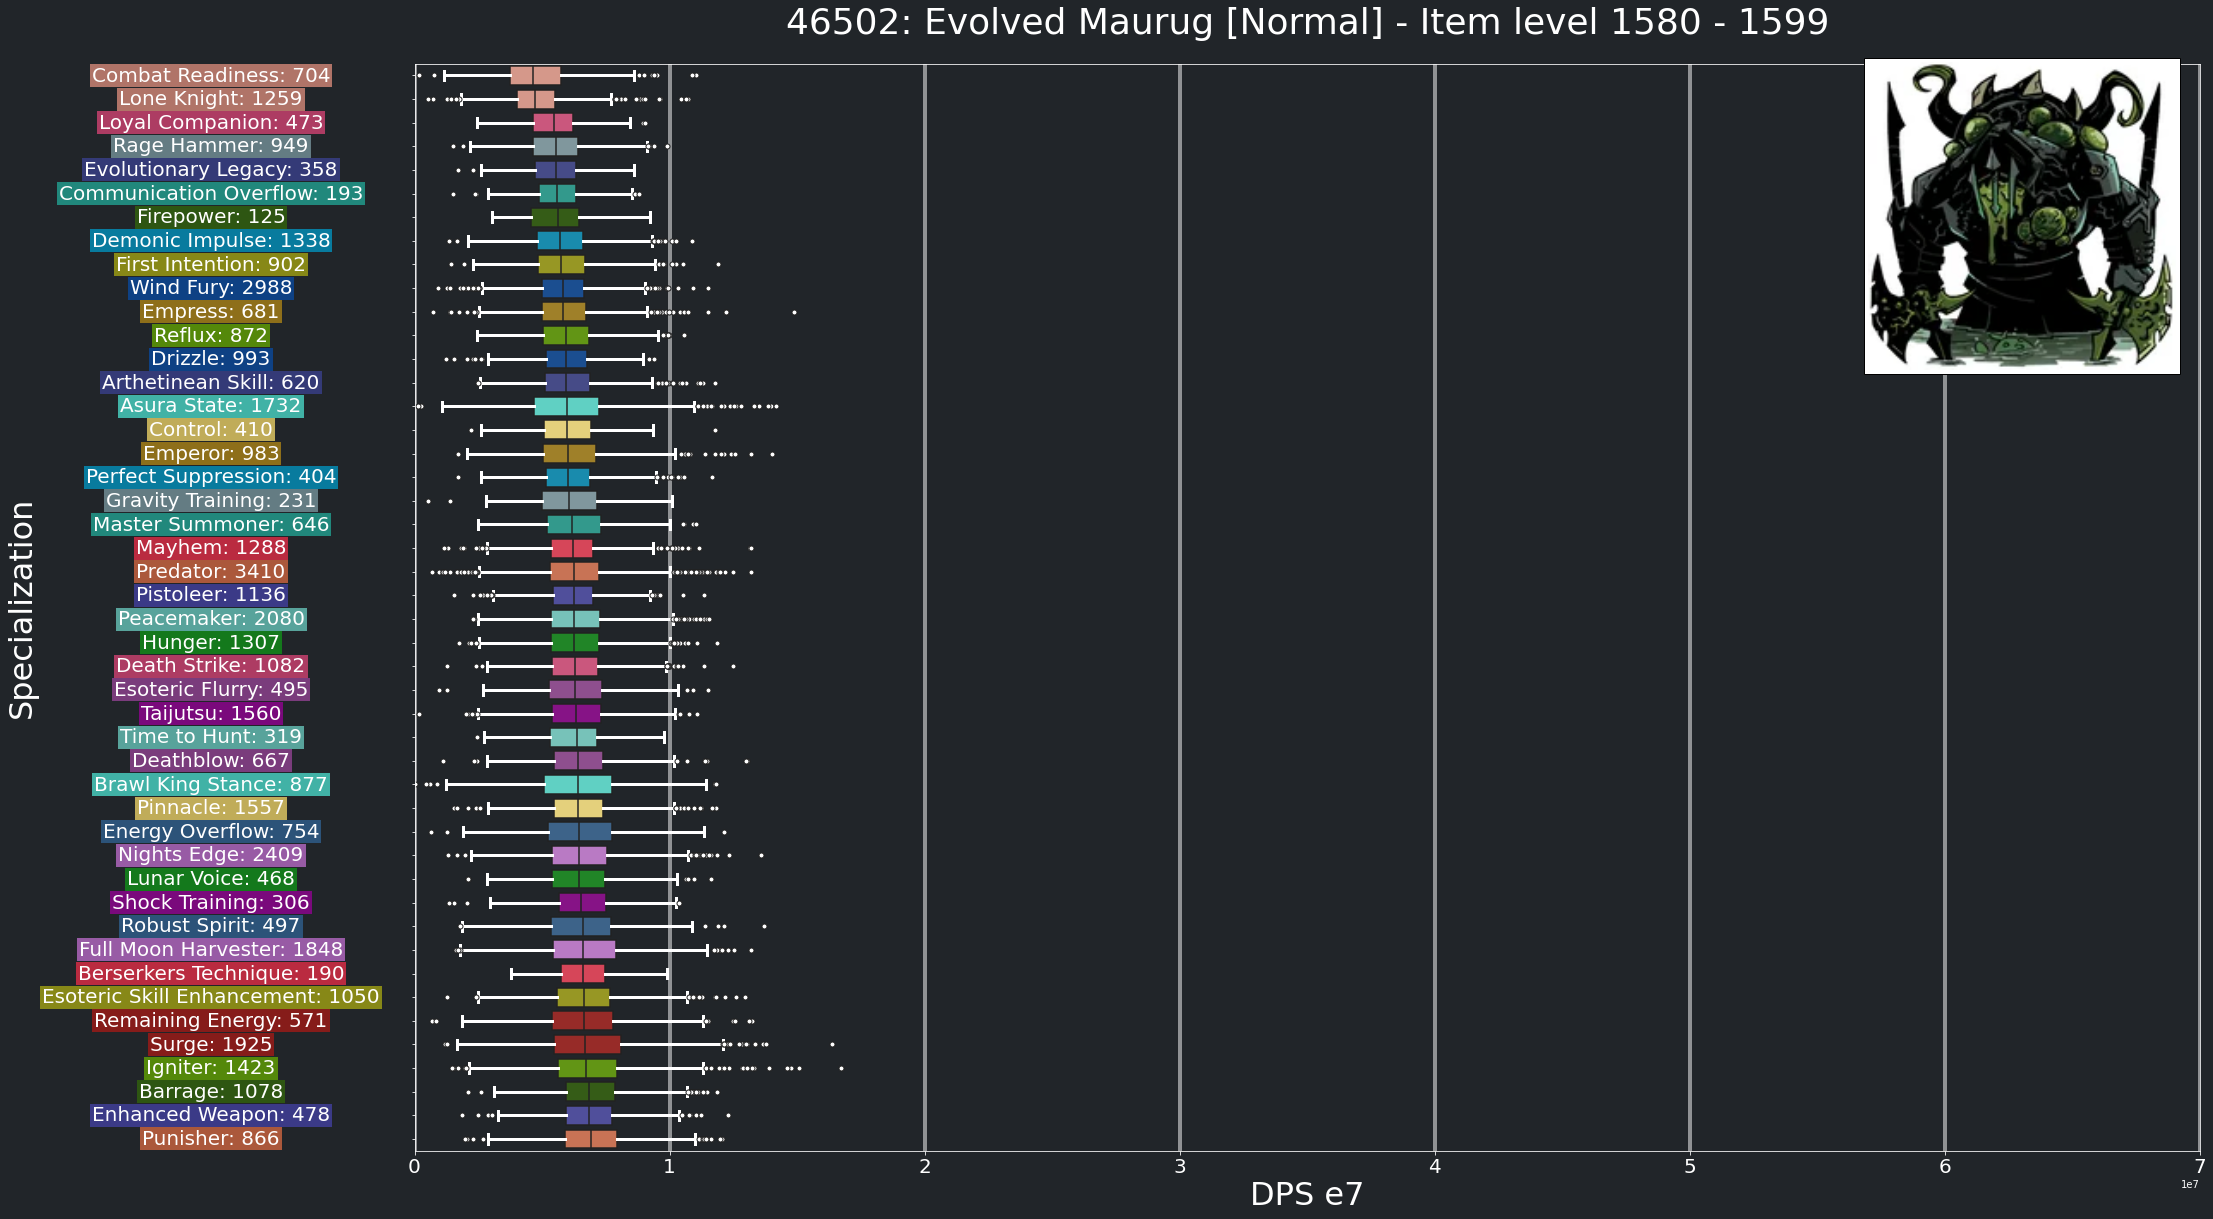 46502: Evolved Maurug [Normal] - Item level 1580 - 1599
Combat Readiness: 704
Lone Knight: 1259
Loyal Companion: 473
Rage Hammer: 949
Evolutionary Legacy: 358
Communication Overflow: 193
Firepower: 125
Demonic Impulse: 1338
First Intention: 902
Wind Fury: 2988
Empress: 681
Reflux: 872
Drizzle: 993
Arthetinean Skill: 620
Asura State: 1732
Control: 410
Emperor: 983
Perfect Suppression: 404
Gravity Training: 231
Master Summoner: 646
Mayhem: 1288
Predator: 3410
Pistoleer: 1136
Peacemaker: 2080
Hunger: 1307
Death Strike: 1082
Esoteric Flurry: 495
Taijutsu: 1560
Time to Hunt: 319
Deathblow: 667
Brawl King Stance: 877
Pinnacle: 1557
Energy Overflow: 754
Nights Edge: 2409
Lunar Voice: 468
Shock Training: 306
Robust Spirit: 497
Full Moon Harvester: 1848
Berserkers Technique: 190
Esoteric Skill Enhancement: 1050
Remaining Energy: 571
Surge: 1925
Igniter: 1423
Barrage: 1078
Enhanced Weapon: 478
Punisher: 866
Specialization
0 1 2 3 4 5 6 7
1e7
DPS e7